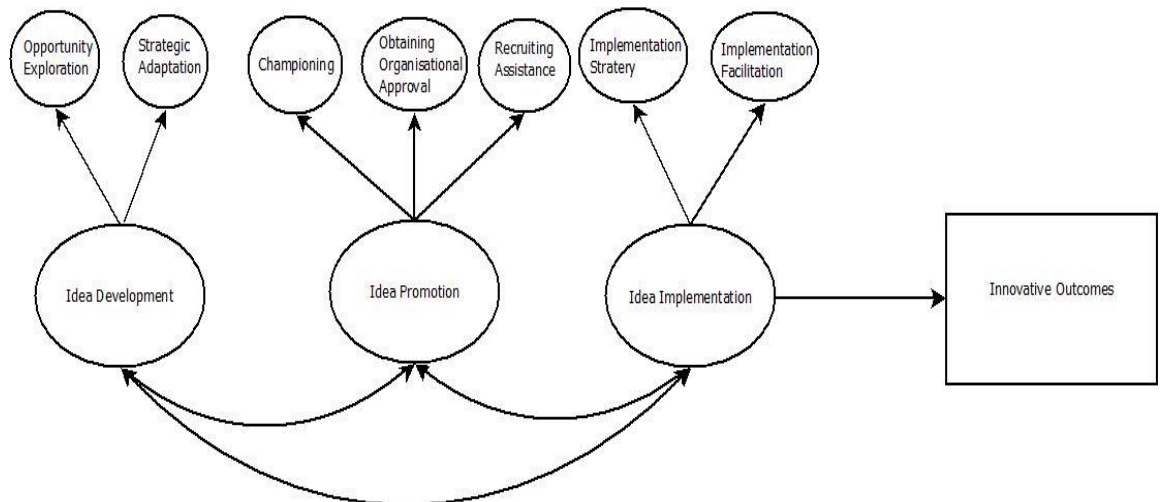 Opportunity
Exploration
Strategic
Adaptation
Championing
Obtaining
Organisational
Approval
Recruiting
Assistance
Implementation
Stratery
Implementation
Facilitation
Idea Development
Idea Promotion
Idea Implementation
Innovative Outcomes